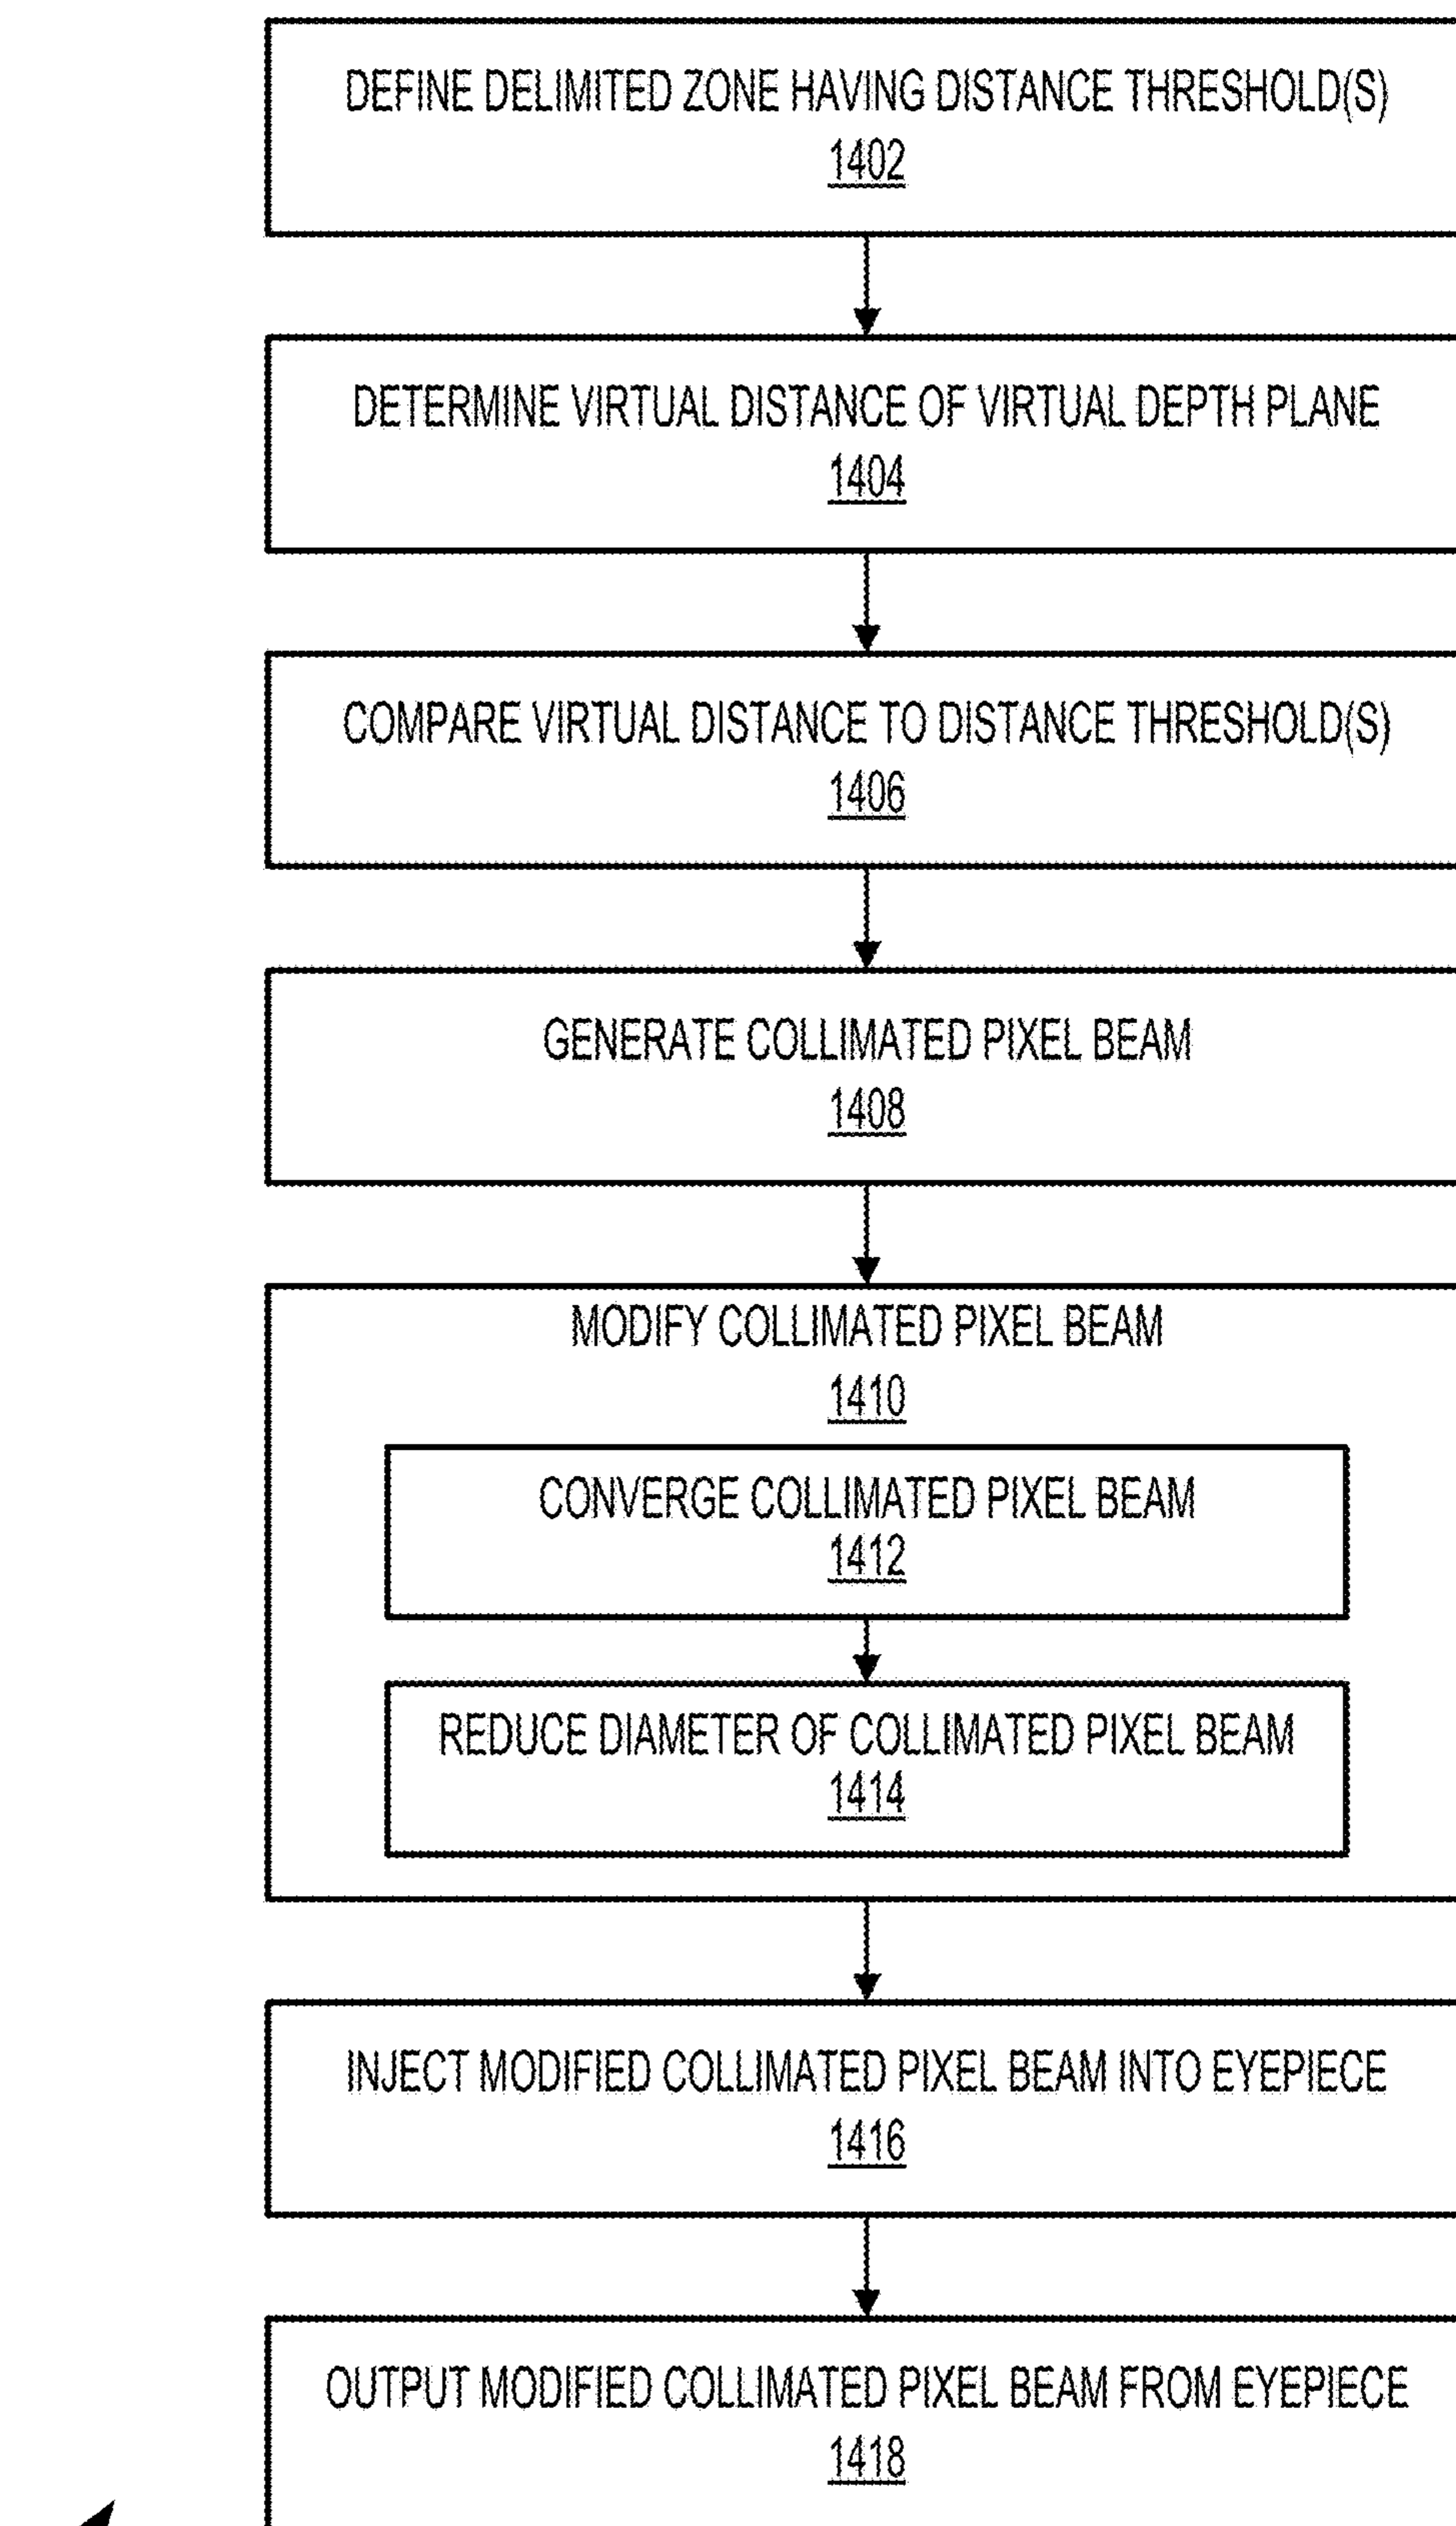 DEFINE DELIMITED ZONE HAVING DISTANCE THRESHOLD(S)
1402
DETERMINE VIRTUAL DISTANCE OF VIRTUAL DEPTH PLANE
1404
COMPARE VIRTUAL DISTANCE TO DISTANCE THRESHOLD(S)
1406
GENERATE COLLIMATED PIXEL BEAM
1408
MODIFY COLLIMATED PIXEL BEAM
1410
CONVERGE COLLIMATED PIXEL BEAM
1412
REDUCE DIAMETER OF COLLIMATED PIXEL BEAM
1414
INJECT MODIFIED COLLIMATED PIXEL BEAM INTO EYEPIECE
1416
OUTPUT MODIFIED COLLIMATED PIXEL BEAM FROM EYEPIECE
1418